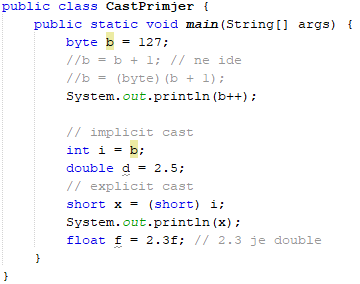 public class CastPrimjer {
public static void main(String[] args) {
byte b = 127;
//b = b + 1; // ne ide
//b = (byte)(b + 1);
System.out.println(b++);
// implicit cast
int i = b;
double d = 2.5;
// explicit cast
short x = (short) i;
System.out.println(x);
float f = 2.3f; // 2.3 je double
}
}